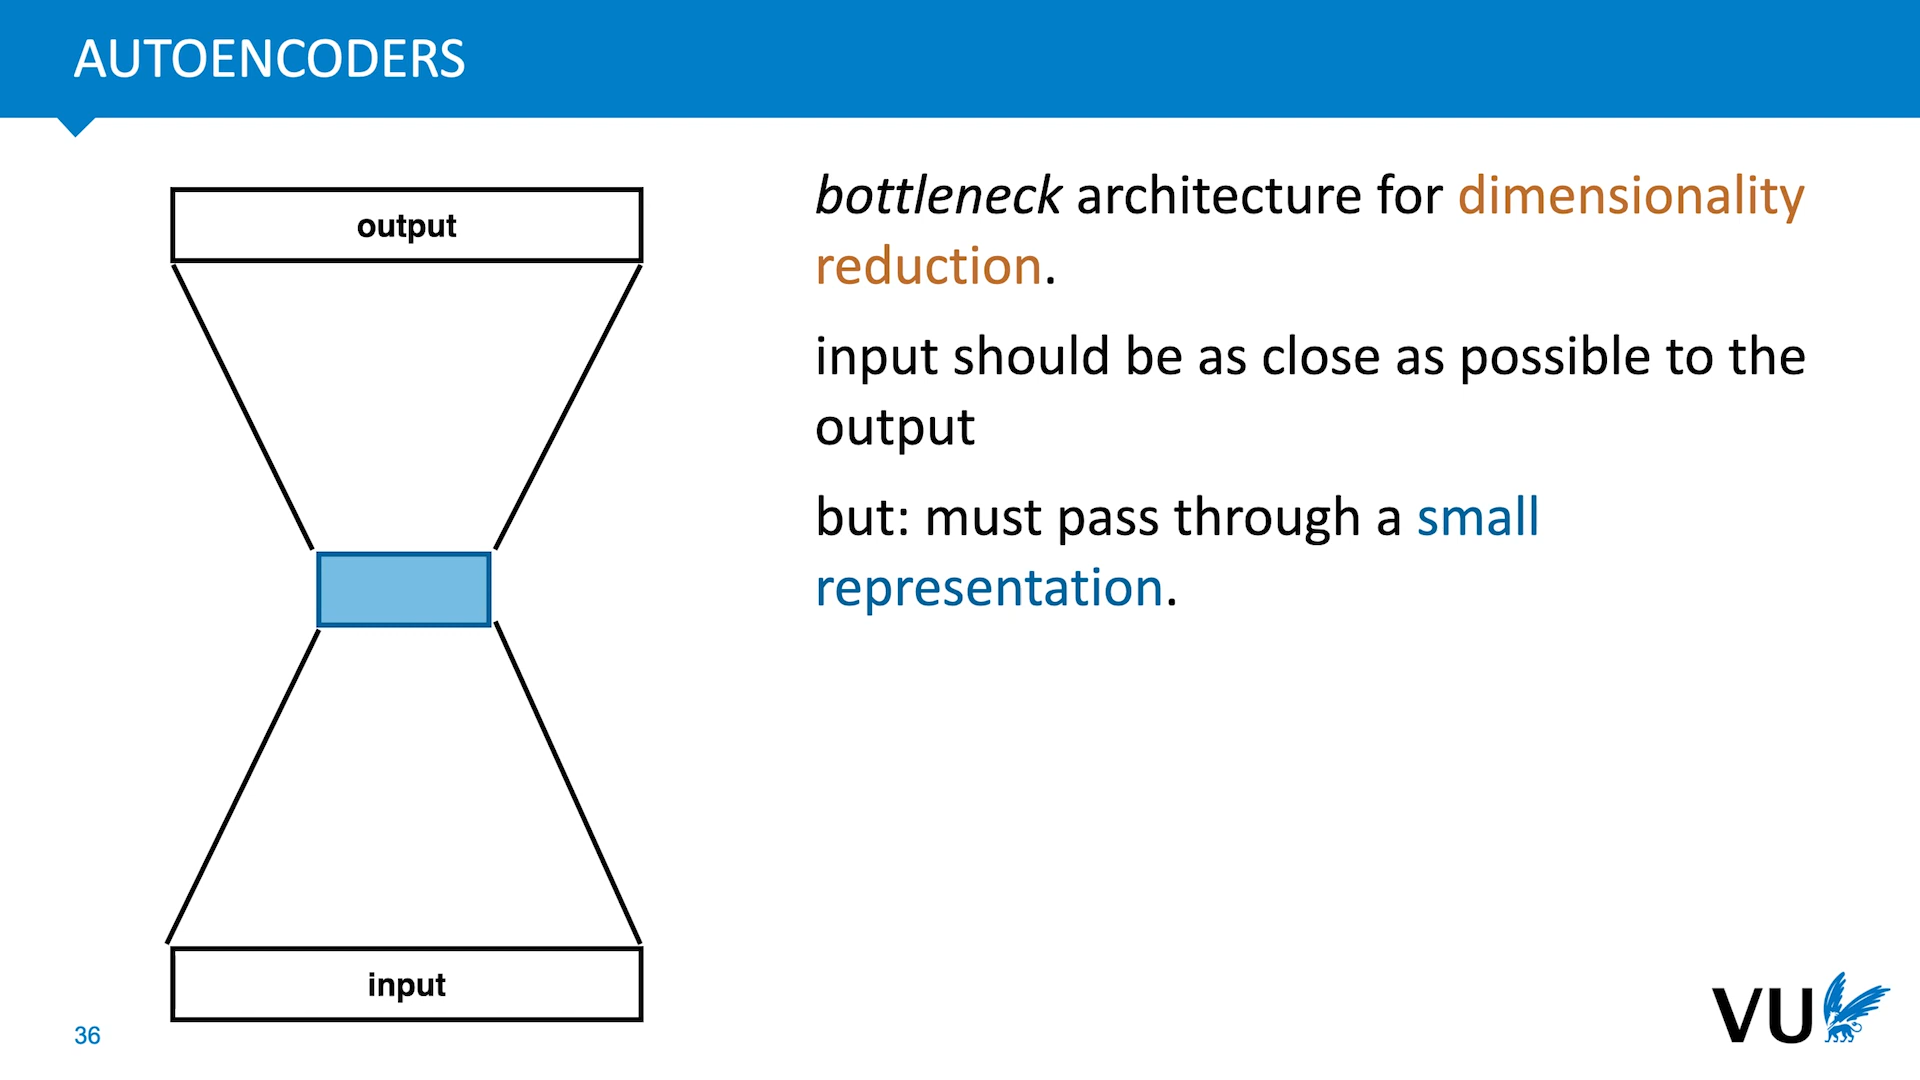 AUTOENCODERS
output
input
bottleneck architecture for dimensionality
reduction.
input should be as close as possible to the
output
but: must pass through a small
representation.
36
VU